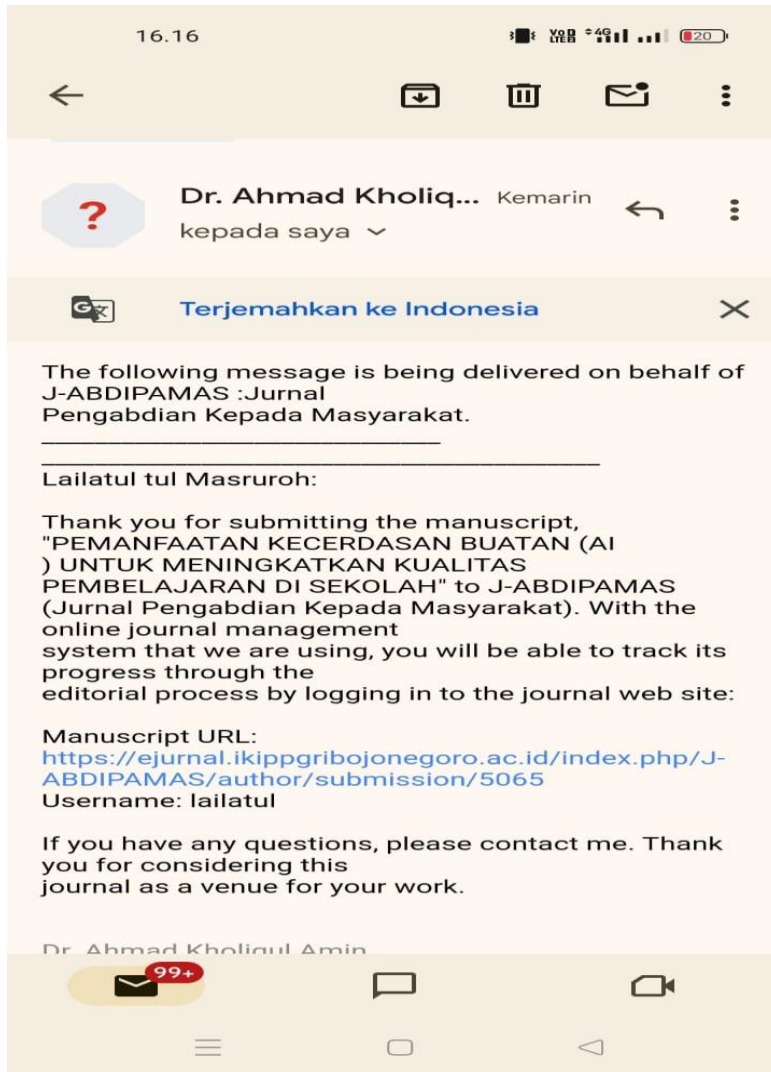 16.16
VoD LTE 4G 20
?
Dr. Ahmad Kholiq... Kemarin
kepada saya
G文
Terjemahkan ke Indonesia
The following message is being delivered on behalf of
J-ABDIPAMAS :Jurnal
Pengabdian Kepada Masyarakat.
Lailatul tul Masruroh:
Thank you for submitting the manuscript,
"PEMANFAATAN KECERDASAN BUATAN (AI
) UNTUK MENINGKATKAN KUALITAS
PEMBELAJARAN DI SEKOLAH" to J-ABDIPAMAS
(Jurnal Pengabdian Kepada Masyarakat). With the
online journal management
system that we are using, you will be able to track its
progress through the
editorial process by logging in to the journal web site:
Manuscript URL:
https://ejurnal.ikippgribojonegoro.ac.id/index.php/J-
ABDIPAMAS/author/submission/5065
Username: lailatul
If you have any questions, please contact me. Thank
you for considering this
journal as a venue for your work.
Dr. Ahmad Kholiqul Amin
99+